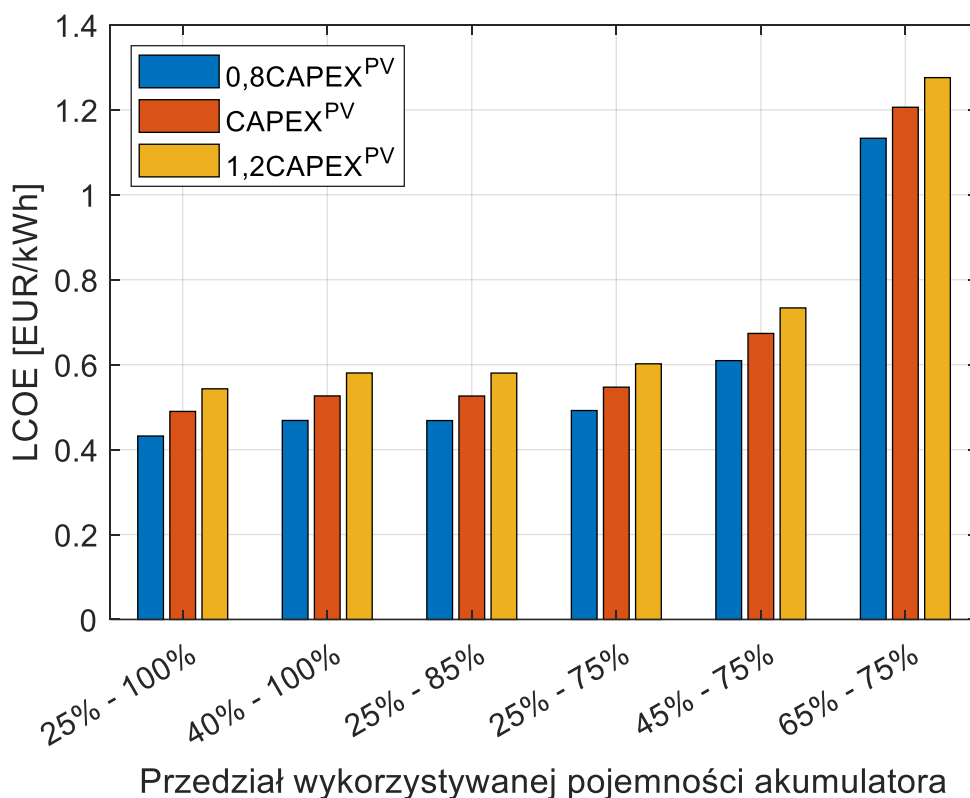 1.4
1.2
1
0.8
0.6
0.4
0.2
0
LCOE [EUR/kWh]
0,8CAPEX^PV
CAPEX^PV
1,2CAPEX^PV
25% - 100%
40% - 100%
25% - 85%
25% - 75%
45% - 75%
65% - 75%
Przedział wykorzystywanej pojemności akumulatora